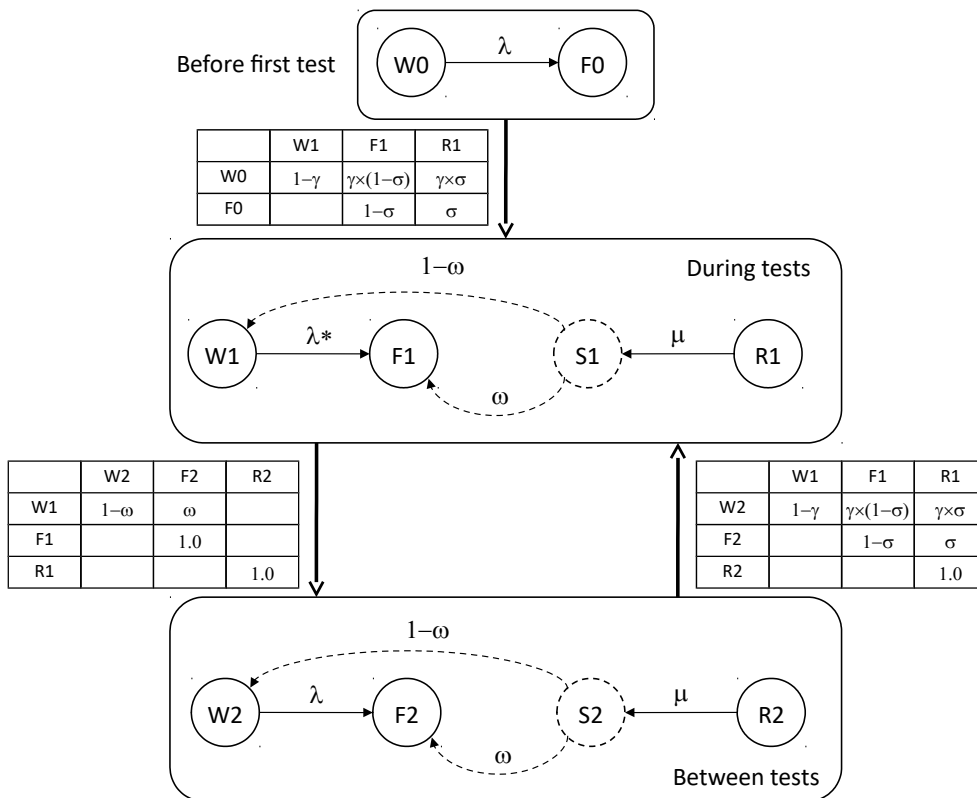 Before first test
W0 λ F0
W1 F1 R1
W0 1−γ γ×(1−σ) γ×σ
F0 1−σ σ
During tests
1−ω
W1 λ* F1 S1 μ R1
ω
W2 F2 R2
W1 1−ω ω
F1 1.0
R1 1.0
W1 F1 R1
W2 1−γ γ×(1−σ) γ×σ
F2 1−σ σ
R2 1.0
1−ω
W2 λ F2 S2 μ R2
ω
Between tests